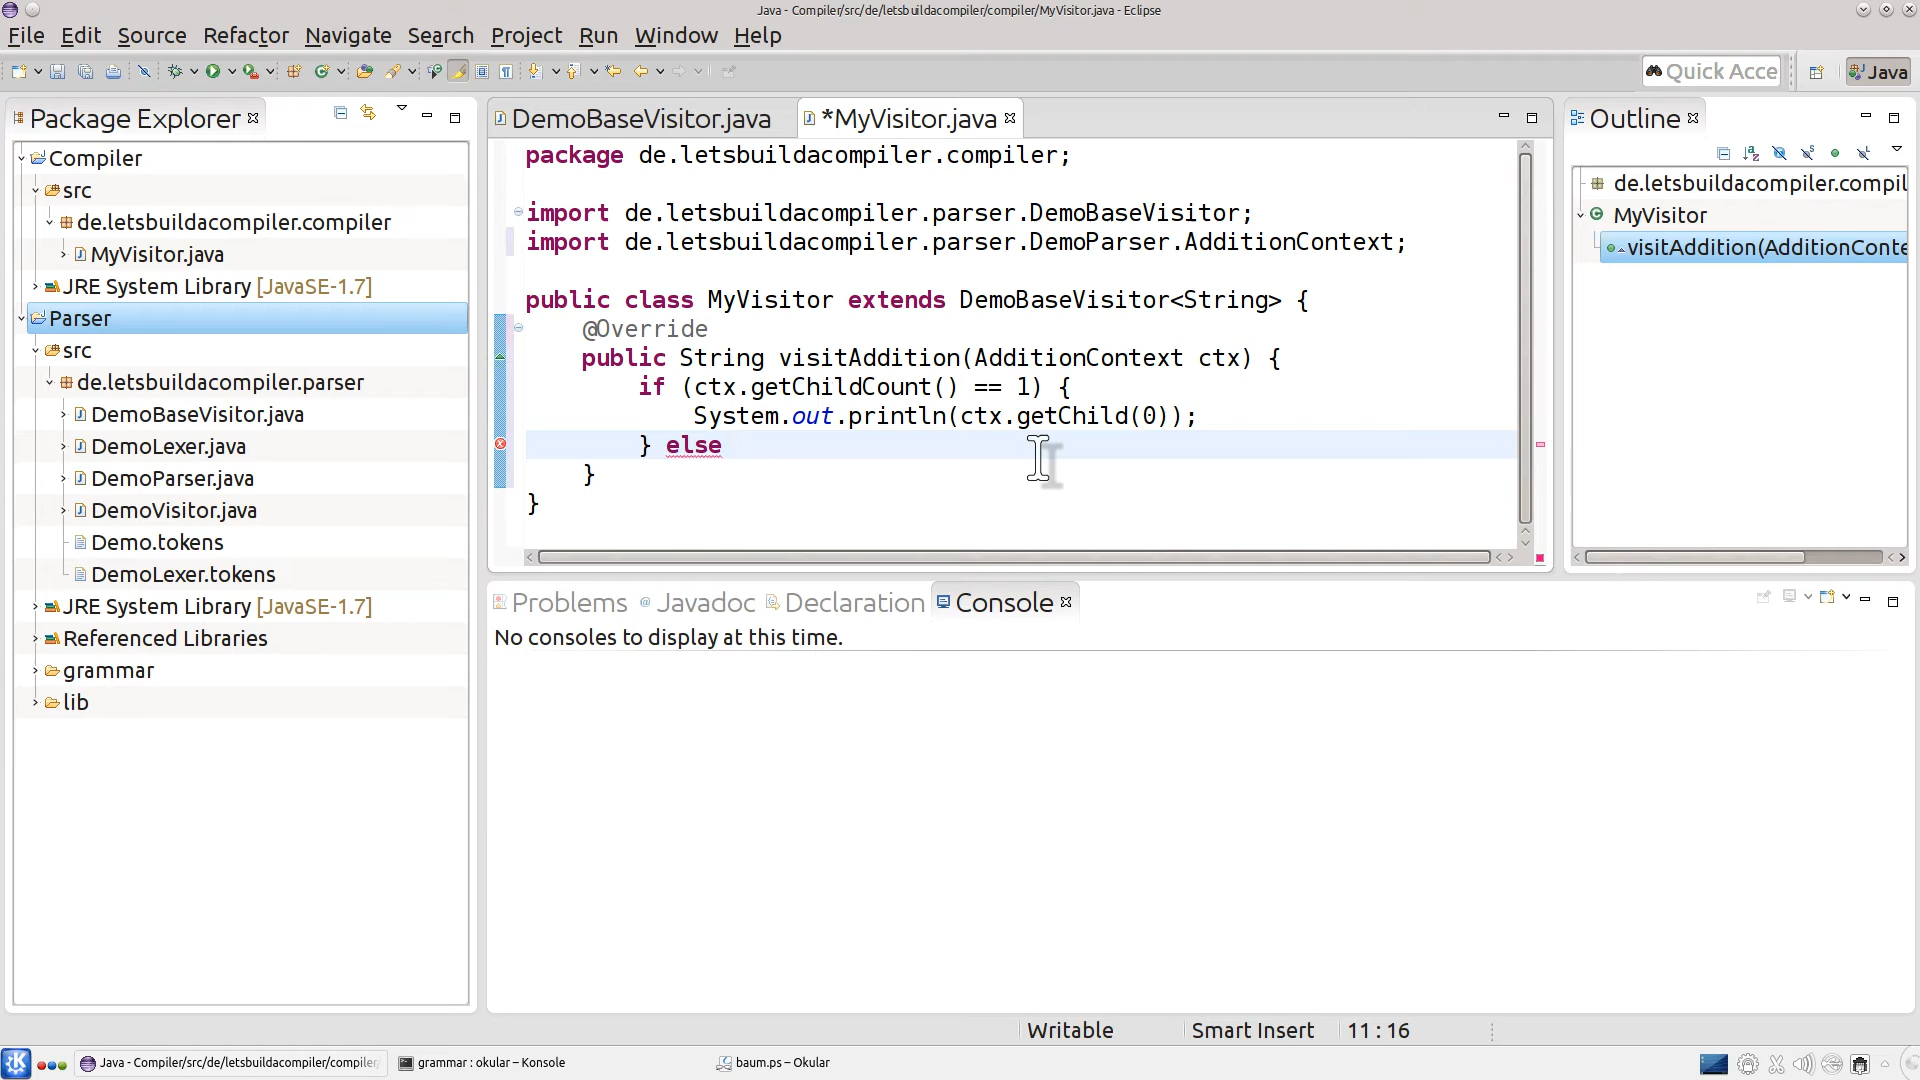 Java - Compiler/src/de/letsbuildacompiler/compiler/MyVisitor.java - Eclipse
File Edit Source Refactor Navigate Search Project Run Window Help
Quick Acce
Java
Package Explorer
Compiler
src
de.letsbuildacompiler.compiler
MyVisitor.java
JRE System Library [JavaSE-1.7]
Parser
src
de.letsbuildacompiler.parser
DemoBaseVisitor.java
DemoLexer.java
DemoParser.java
DemoVisitor.java
Demo.tokens
DemoLexer.tokens
JRE System Library [JavaSE-1.7]
Referenced Libraries
grammar
lib
DemoBaseVisitor.java *MyVisitor.java
package de.letsbuildacompiler.compiler;
import de.letsbuildacompiler.parser.DemoBaseVisitor;
import de.letsbuildacompiler.parser.DemoParser.AdditionContext;
public class MyVisitor extends DemoBaseVisitor<String> {
@Override
public String visitAddition(AdditionContext ctx) {
if (ctx.getChildCount() == 1) {
System.out.println(ctx.getChild(0));
} else
}
}
Outline
de.letsbuildacompil
MyVisitor
visitAddition(AdditionConte
Problems @ Javadoc Declaration Console
No consoles to display at this time.
Writable Smart Insert 11 : 16
Java - Compiler/src/de/letsbuildacompiler/compiler/ grammar : okular – Konsole baum.ps – Okular